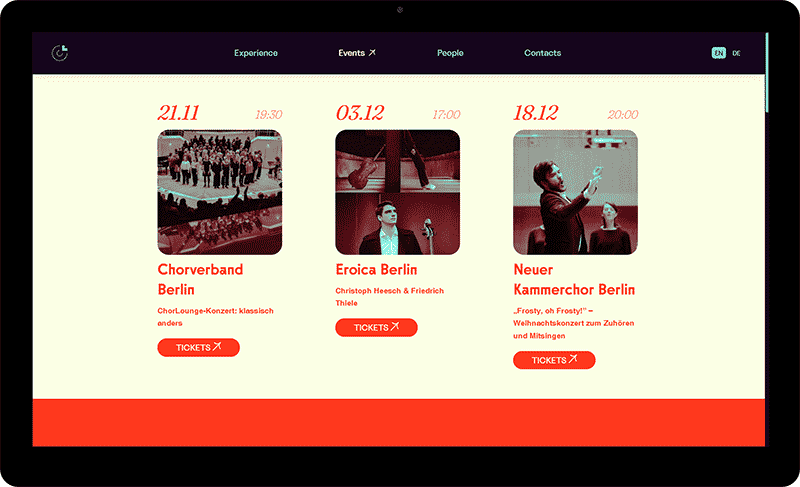 Experience Events People Contacts EN DE
21.11 19:30
Chorverband
Berlin
ChorLounge-Konzert: klassisch
anders
TICKETS
03.12 17:00
Eroica Berlin
Christoph Heesch & Friedrich
Thiele
TICKETS
18.12 20:00
Neuer
Kammerchor Berlin
„Frosty, oh Frosty!" –
Weihnachtskonzert zum Zuhören
und Mitsingen
TICKETS